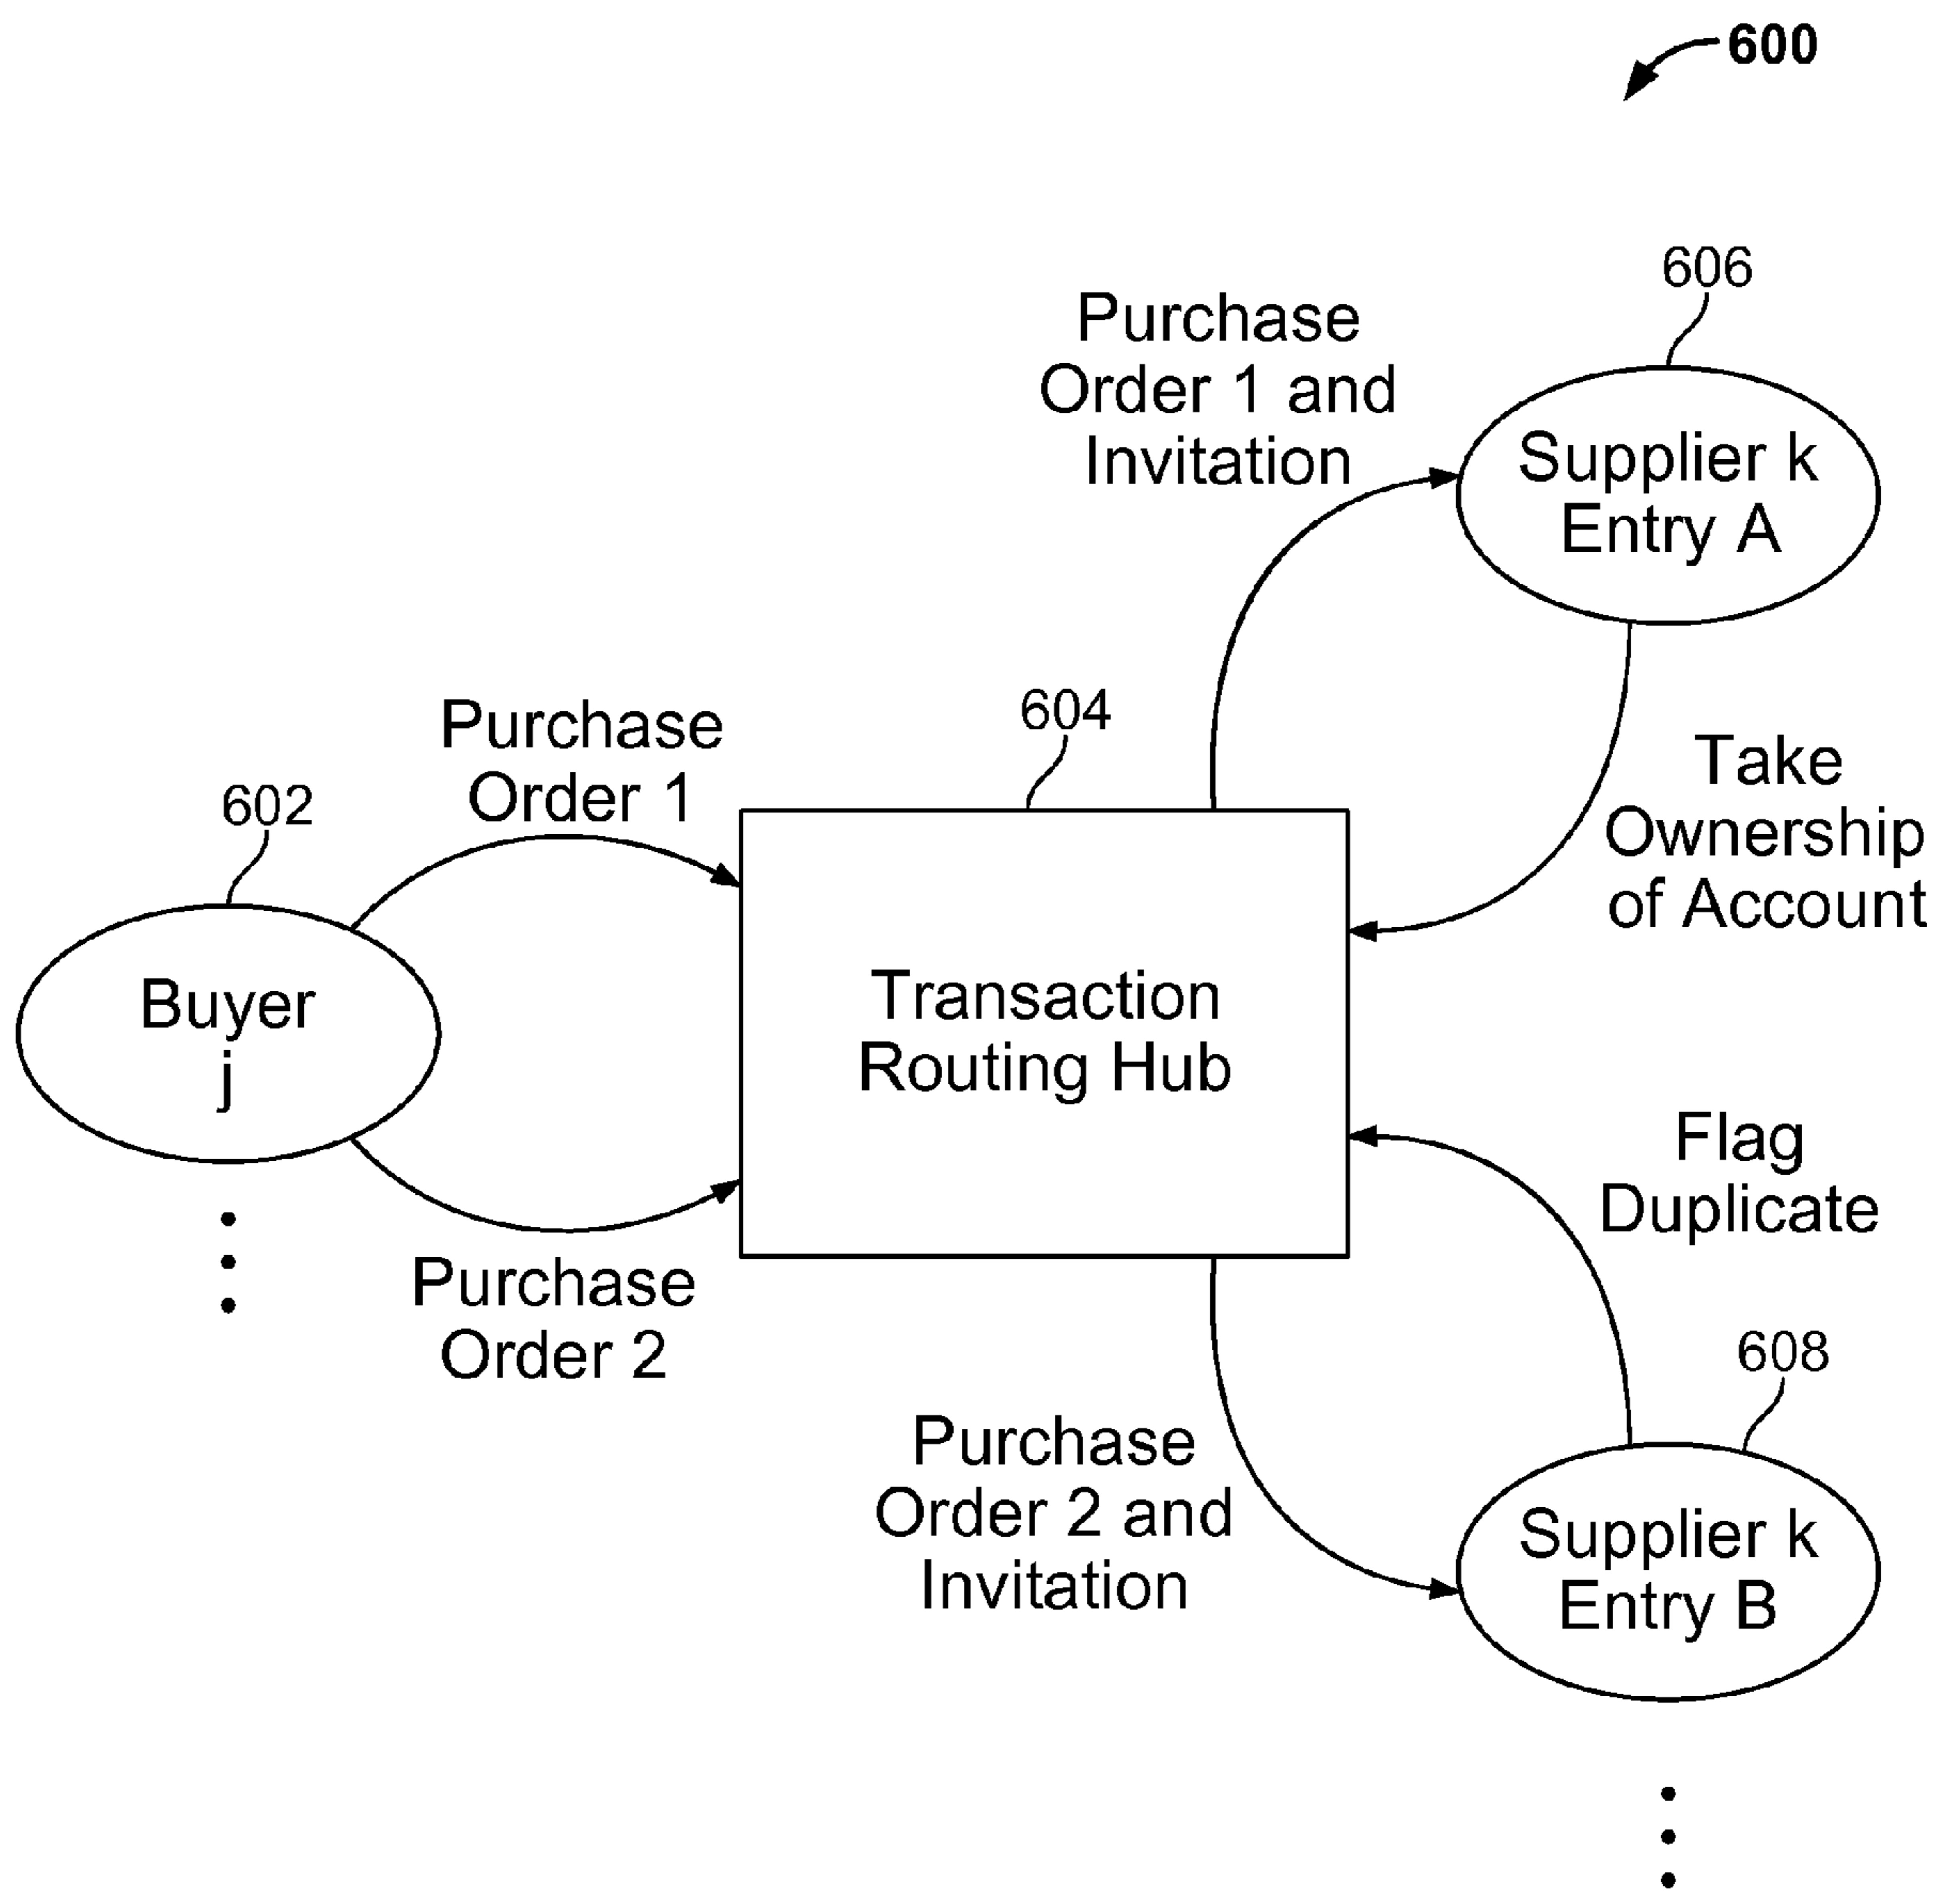 600
606
Purchase
Order 1 and
Invitation
Supplier k
Entry A
604
Purchase
Order 1
Take
Ownership
of Account
602
Buyer
j
Transaction
Routing Hub
Flag
Duplicate
Purchase
Order 2
608
Purchase
Order 2 and
Invitation
Supplier k
Entry B